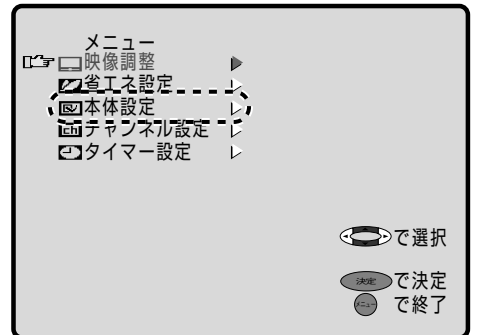 メニュー
映像調整
省エネ設定
本体設定
chチャンネル設定
タイマー設定
で選択
決定で決定
メニューで終了